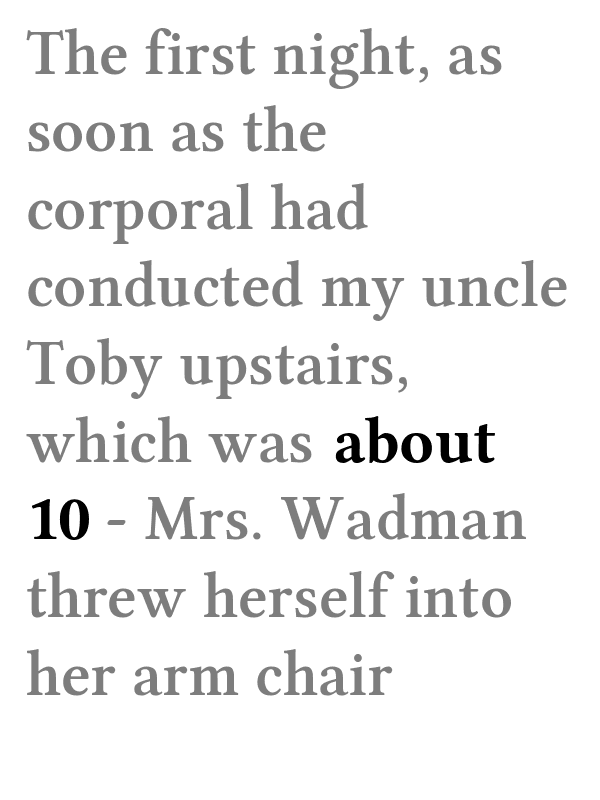 The first night, as
soon as the
corporal had
conducted my uncle
Toby upstairs,
which was about
10 - Mrs. Wadman
threw herself into
her arm chair